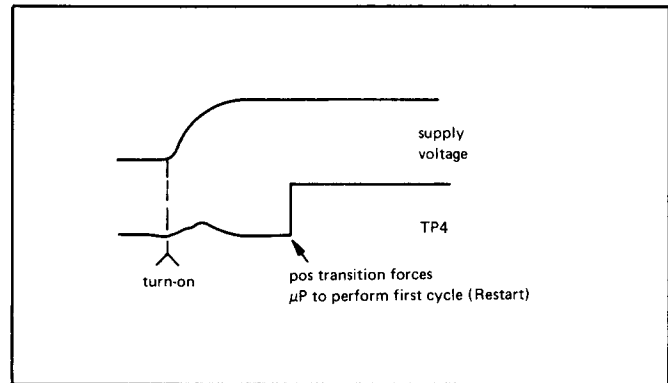 supply
voltage
TP4
turn-on
pos transition forces
μP to perform first cycle (Restart)